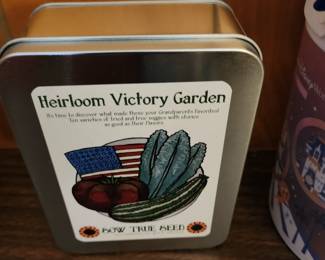 Heirloom Victory Garden
It's time to discover what made these your Grandparents Favorites!
Ten varieties of tried and true veggies with stories
as good as their flavors.
SOW TRUE SEED